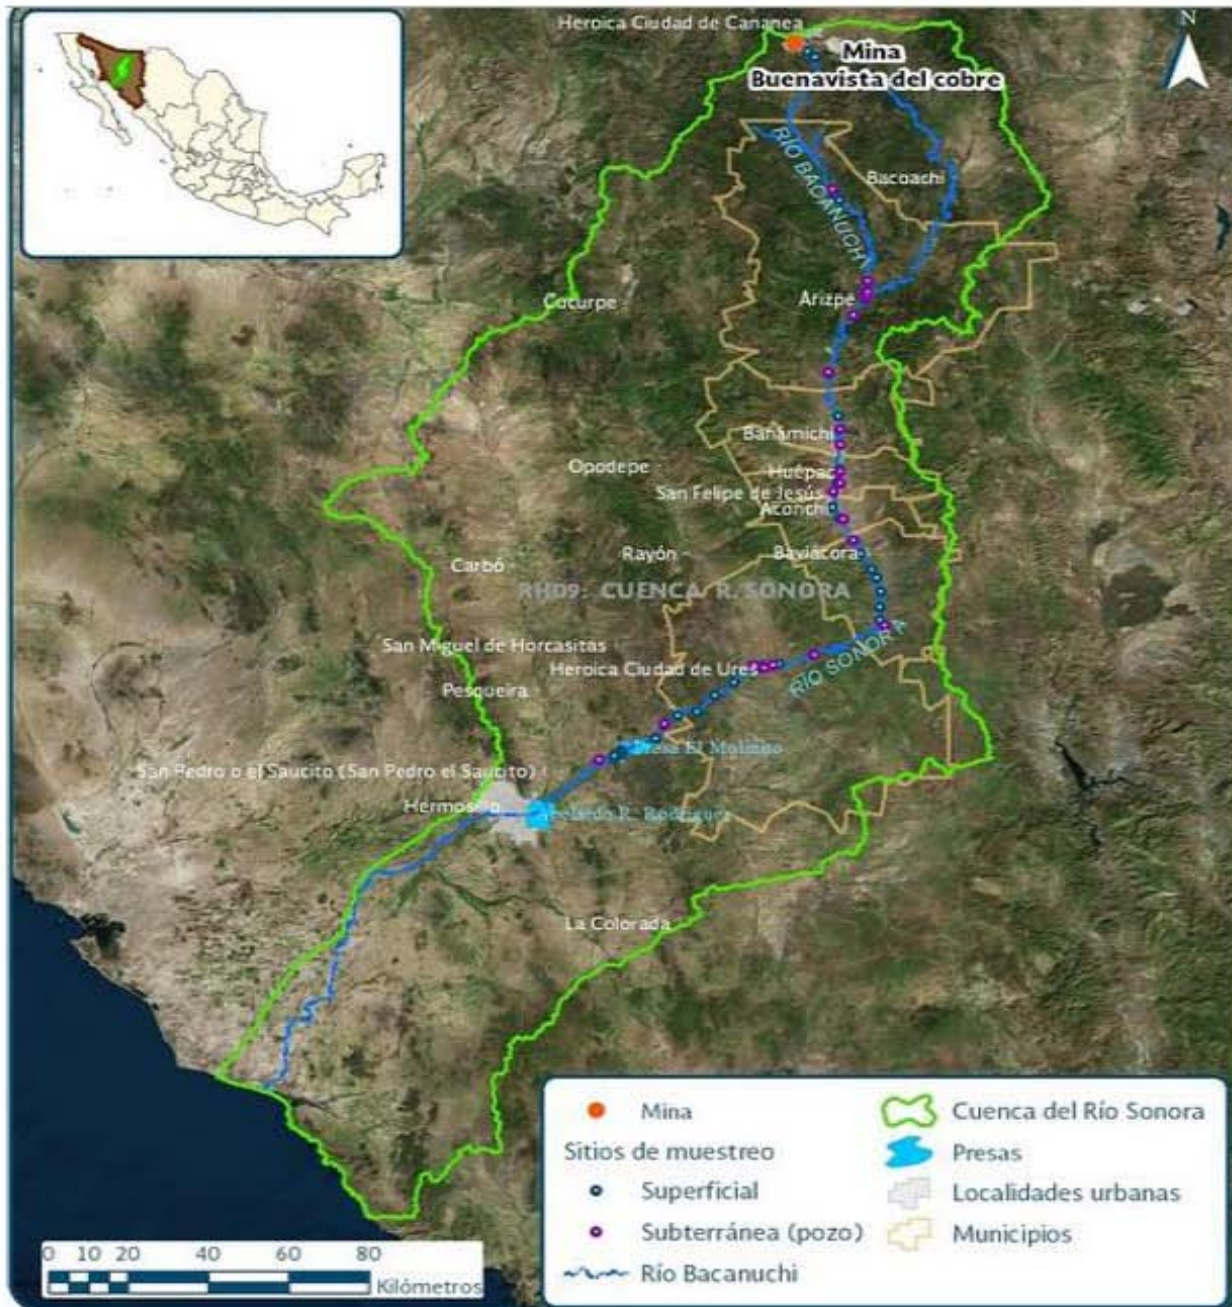 Heroica Ciudad de Cananea
N
Mina
Buenavista del cobre
RÍO BACANUCHI
Bacoachi
Cucurpe
Arizpe
Banámichi
Opodepe
Huépac
San Felipe de Jesús
Aconchi
Rayón
Baviácora
Carbó
RH09: CUENCA R. SONORA
San Miguel de Horcasitas
Heroica Ciudad de Ures
RÍO SONORA
Pesqueira
Presa El Molinito
San Pedro o el Saucito (San Pedro el Saucito)
Hermosillo
Abelardo R. Rodríguez
La Colorada
Mina
Sitios de muestreo
Superficial
Subterránea (pozo)
Río Bacanuchi
Cuenca del Río Sonora
Presas
Localidades urbanas
Municipios
0 10 20 40 60 80
Kilómetros